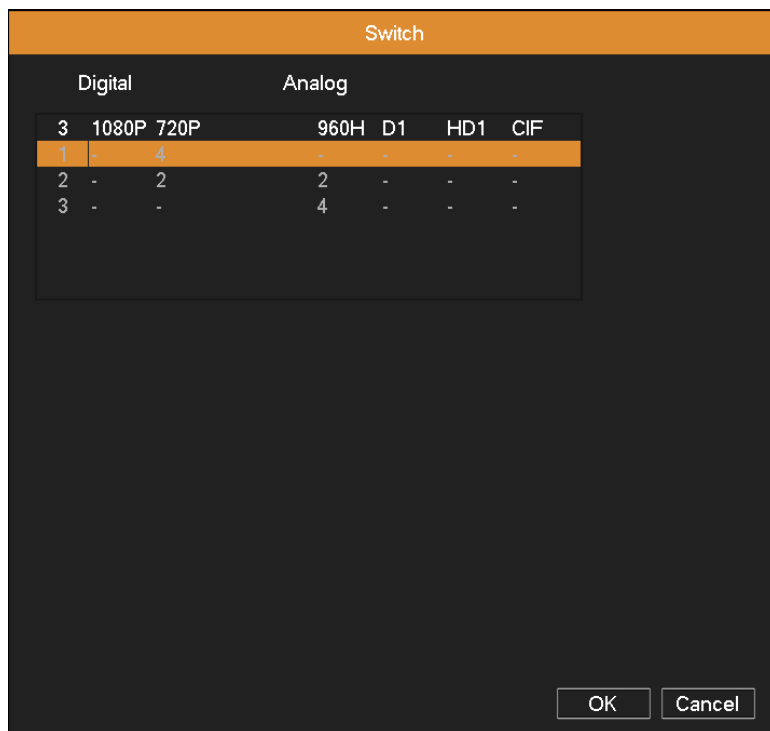 Switch
Digital Analog
3 1080P 720P 960H D1 HD1 CIF
1 - 4 - - - -
2 - 2 2 - - -
3 - - 4 - - -
OK Cancel